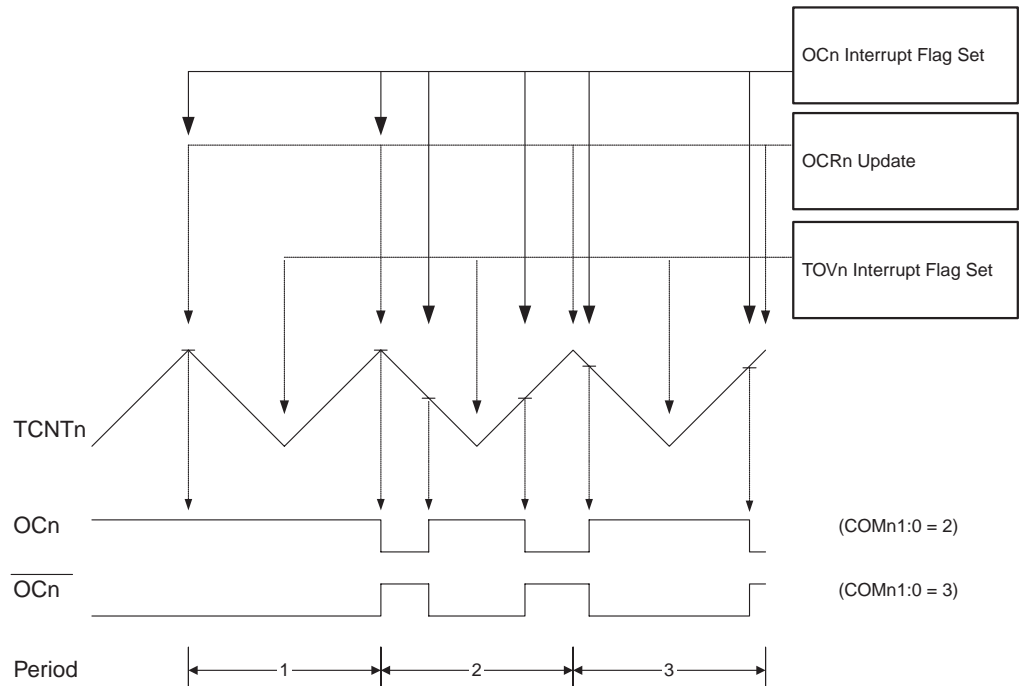 OCn Interrupt Flag Set
OCRn Update
TOVn Interrupt Flag Set
TCNTn
OCn
(COMn1:0 = 2)
OCn
(COMn1:0 = 3)
Period
1
2
3